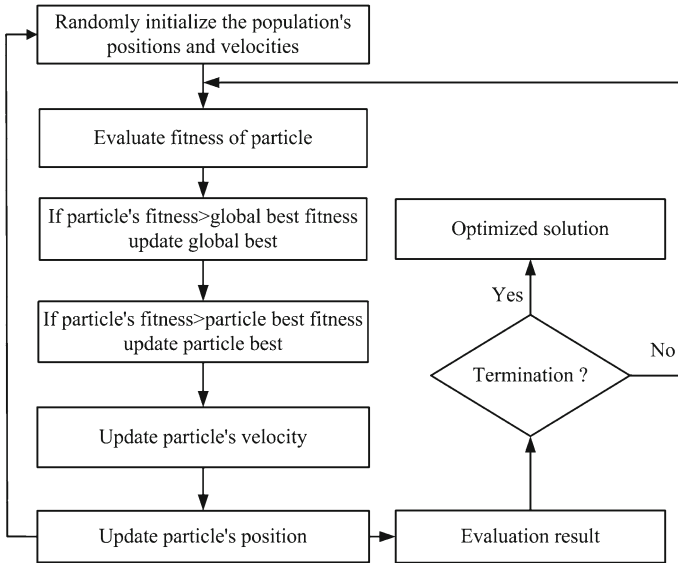 Randomly initialize the population's
positions and velocities
Evaluate fitness of particle
If particle's fitness>global best fitness
update global best
If particle's fitness>particle best fitness
update particle best
Update particle's velocity
Update particle's position
Evaluation result
Termination ?
Yes
No
Optimized solution